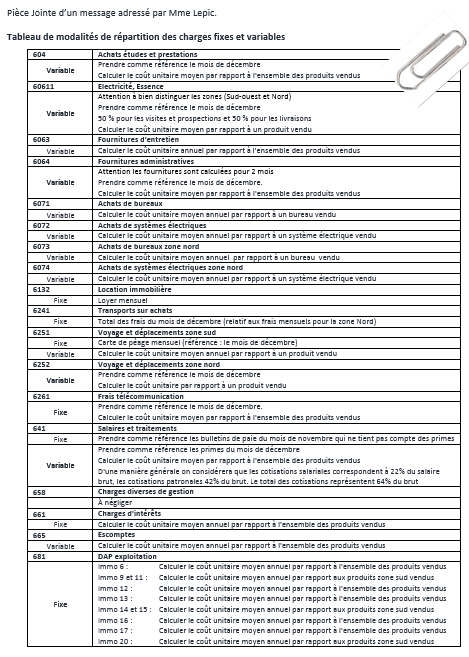 Pièce Jointe d'un message adressé par Mme Lepic.
Tableau de modalités de répartition des charges fixes et variables
604 Achats études et prestations
Variable Prendre comme référence le mois de décembre
Calculer le coût unitaire moyen par rapport à l'ensemble des produits vendus
60611 Electricité, Essence
Variable Attention à bien distinguer les zones (Sud-ouest et Nord)
Prendre comme référence le mois de décembre
50 % pour les visites et prospections et 50 % pour les livraisons
Calculer le coût unitaire moyen par rapport à un produit vendu
6063 Fournitures d'entretien
Variable Calculer le coût unitaire annuel par rapport à l'ensemble des produits vendus
6064 Fournitures administratives
Variable Attention les fournitures sont calculées pour 2 mois
Prendre comme référence le mois de décembre.
Calculer le coût unitaire moyen par rapport à l'ensemble des produits vendus
6071 Achats de bureaux
Variable Calculer le coût unitaire moyen annuel par rapport à un bureau vendu
6072 Achats de systèmes électriques
Variable Calculer le coût unitaire moyen annuel par rapport à un système électrique vendu
6073 Achats de bureaux zone nord
Variable Calculer le coût unitaire moyen annuel par rapport à un bureau vendu
6074 Achats de systèmes électriques zone nord
Variable Calculer le coût unitaire moyen annuel par rapport à un système électrique vendu
6132 Location immobilière
Fixe Loyer mensuel
6241 Transports sur achats
Fixe Total des frais du mois de décembre (relatif aux frais mensuels pour la zone Nord)
6251 Voyage et déplacements zone sud
Fixe Carte de péage mensuel (référence : le mois de décembre)
Variable Calculer le coût unitaire moyen annuel par rapport à un produit vendu
6252 Voyage et déplacements zone nord
Variable Prendre comme référence le mois de décembre
Calculer le coût unitaire par rapport à un produit vendu
6261 Frais télécommunication
Fixe Prendre comme référence le mois de décembre.
Calculer le coût unitaire moyen par rapport à l'ensemble des produits vendus
641 Salaires et traitements
Fixe Prendre comme référence les bulletins de paie du mois de novembre qui ne tient pas compte des primes
Variable Prendre comme référence les primes du mois de décembre
Calculer le coût unitaire moyen par rapport à l'ensemble des produits vendus
D'une manière générale on considérera que les cotisations salariales correspondent à 22% du salaire
brut, les cotisations patronales 42% du brut. Le total des cotisations représentent 64% du brut
658 Charges diverses de gestion
À négliger
661 Charges d'intérêts
Fixe Calculer le coût unitaire moyen annuel par rapport à l'ensemble des produits vendus
665 Escomptes
Variable Calculer le coût unitaire moyen annuel par rapport à l'ensemble des produits vendus
681 DAP exploitation
Fixe Immo 6 : Calculer le coût unitaire moyen annuel par rapport à l'ensemble des produits vendus
Immo 9 et 11 : Calculer le coût unitaire moyen annuel par rapport aux produits zone sud vendus
Immo 12 : Calculer le coût unitaire moyen annuel par rapport à l'ensemble des produits vendus
Immo 13 : Calculer le coût unitaire moyen annuel par rapport à l'ensemble des produits vendus
Immo 14 et 15 : Calculer le coût unitaire moyen annuel par rapport aux produits zone sud vendus
Immo 16 : Calculer le coût unitaire moyen annuel par rapport à l'ensemble des produits vendus
Immo 17 : Calculer le coût unitaire moyen annuel par rapport à l'ensemble des produits vendus
Immo 20 : Calculer le coût unitaire moyen annuel par rapport aux produits zone sud vendus